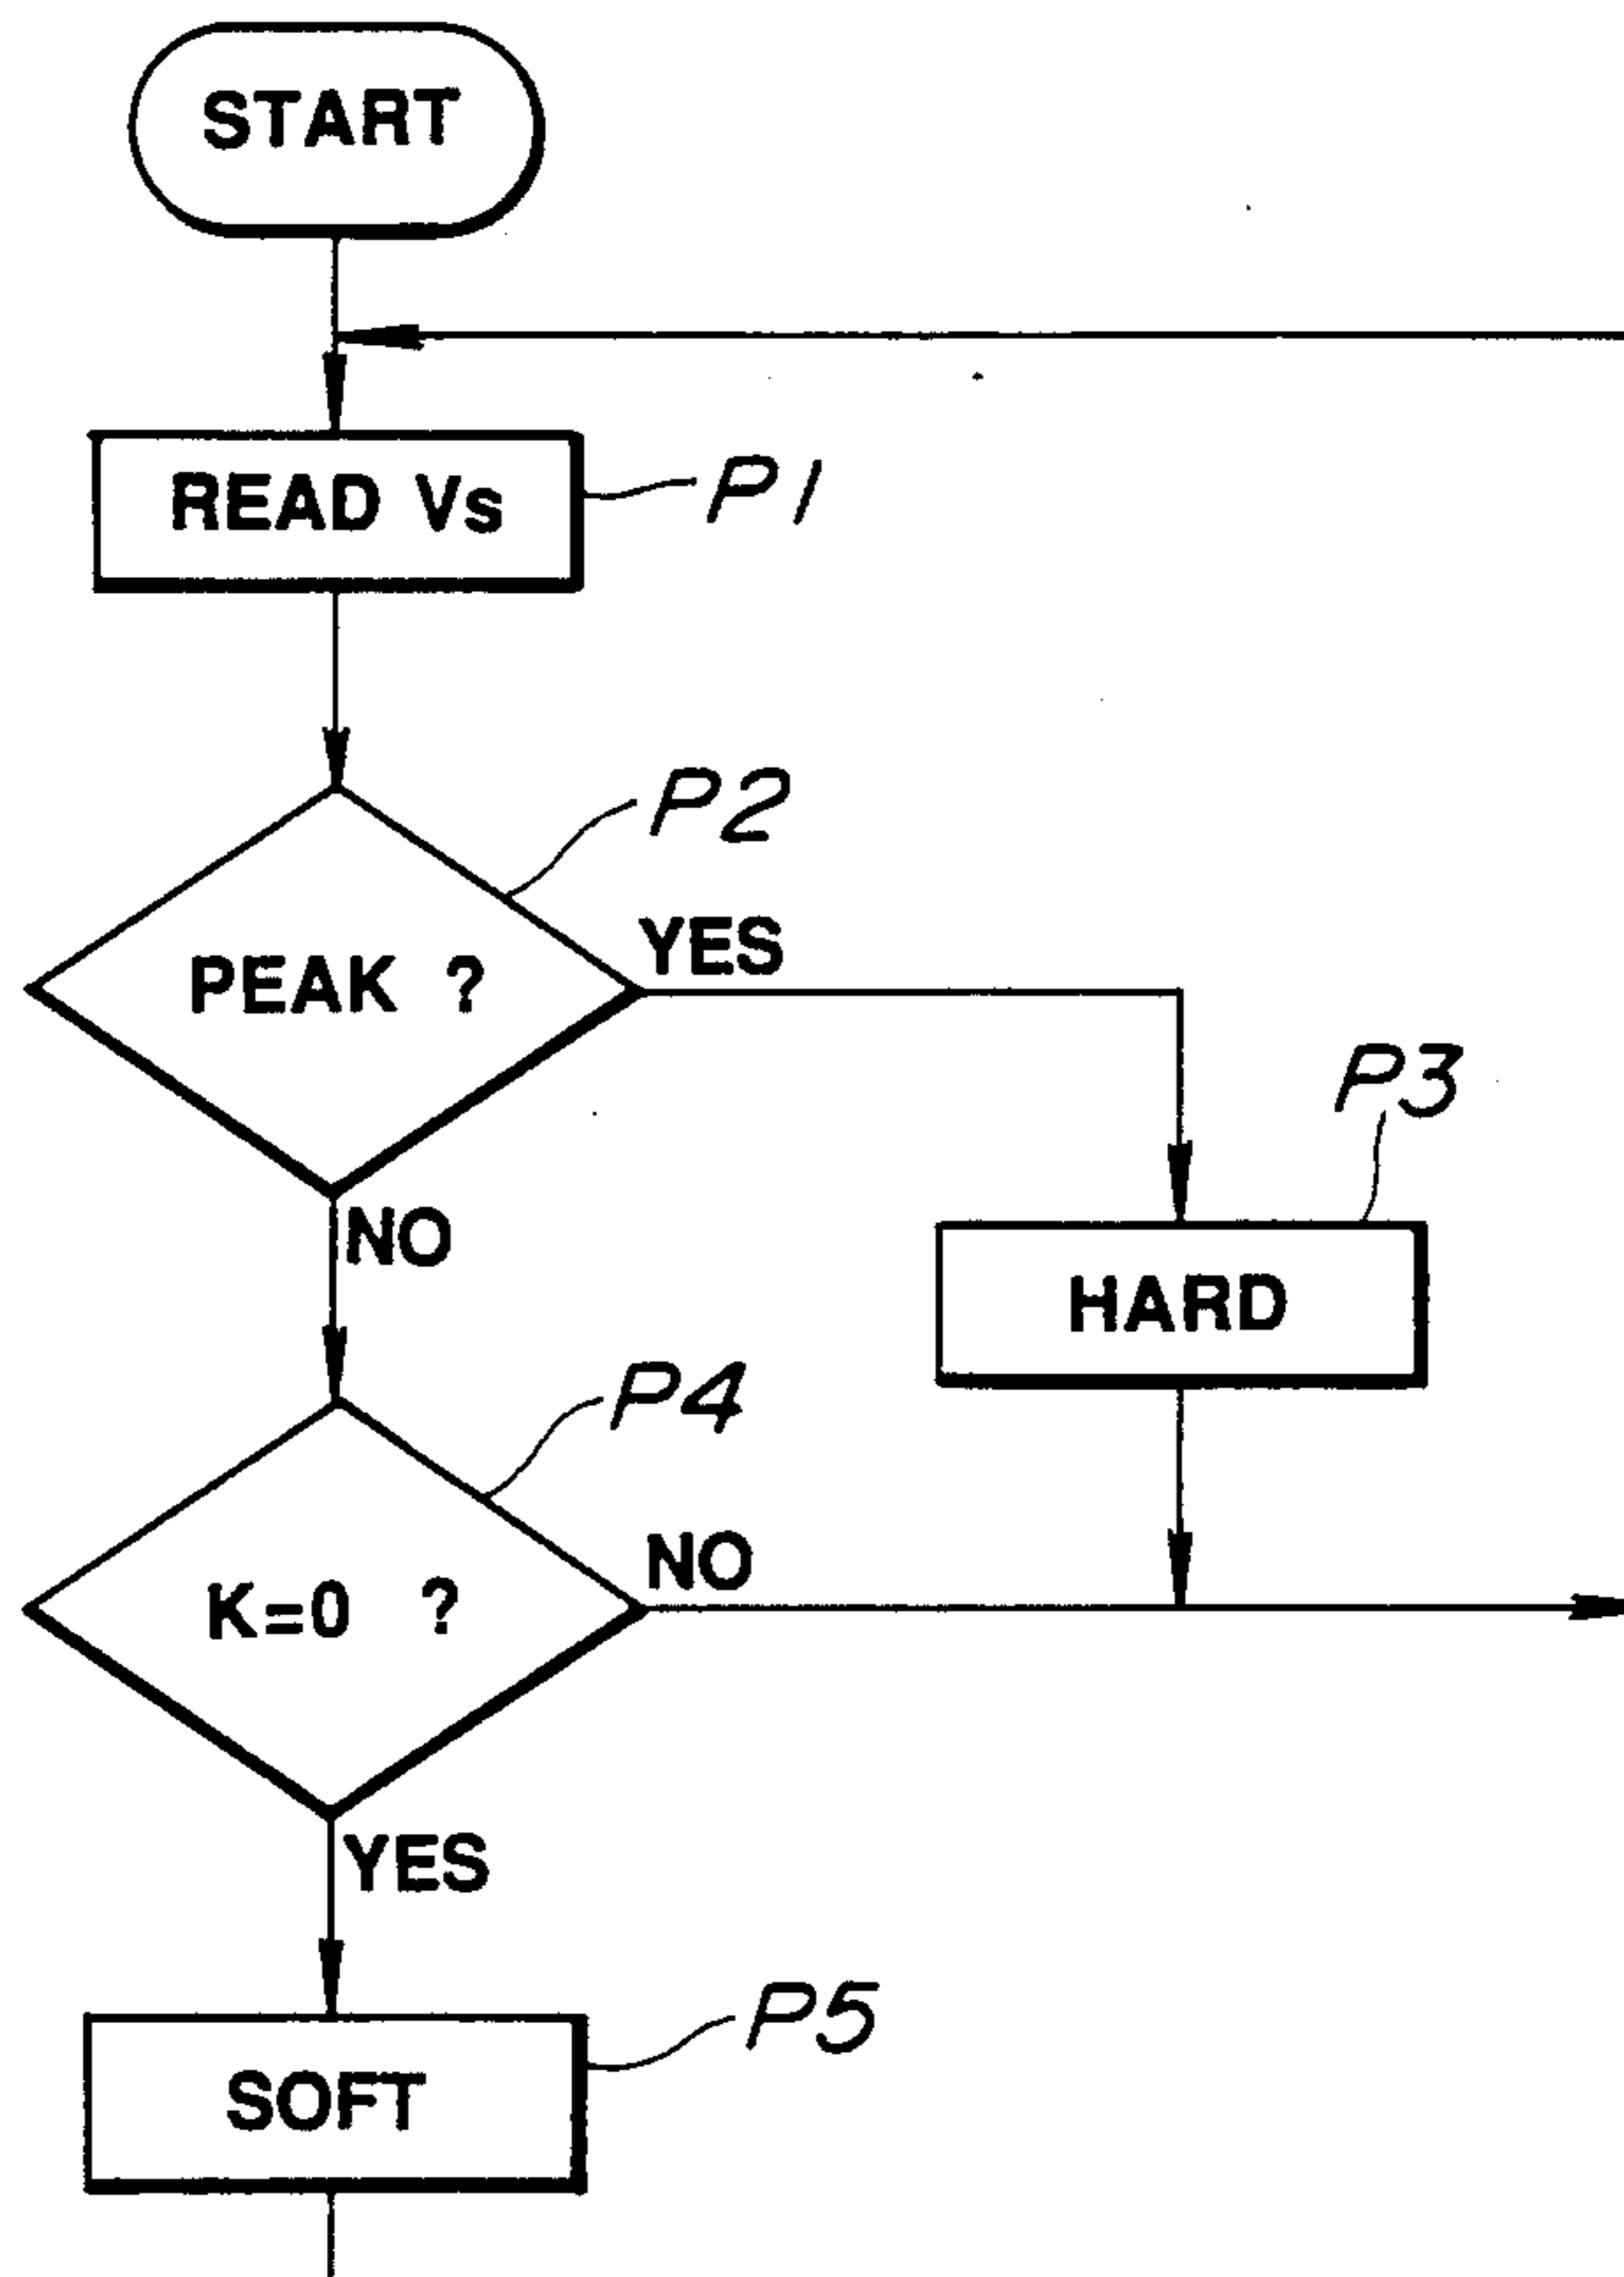 START
READ Vs
P1
P2
PEAK ?
YES
NO
P3
HARD
P4
K=0 ?
NO
YES
P5
SOFT